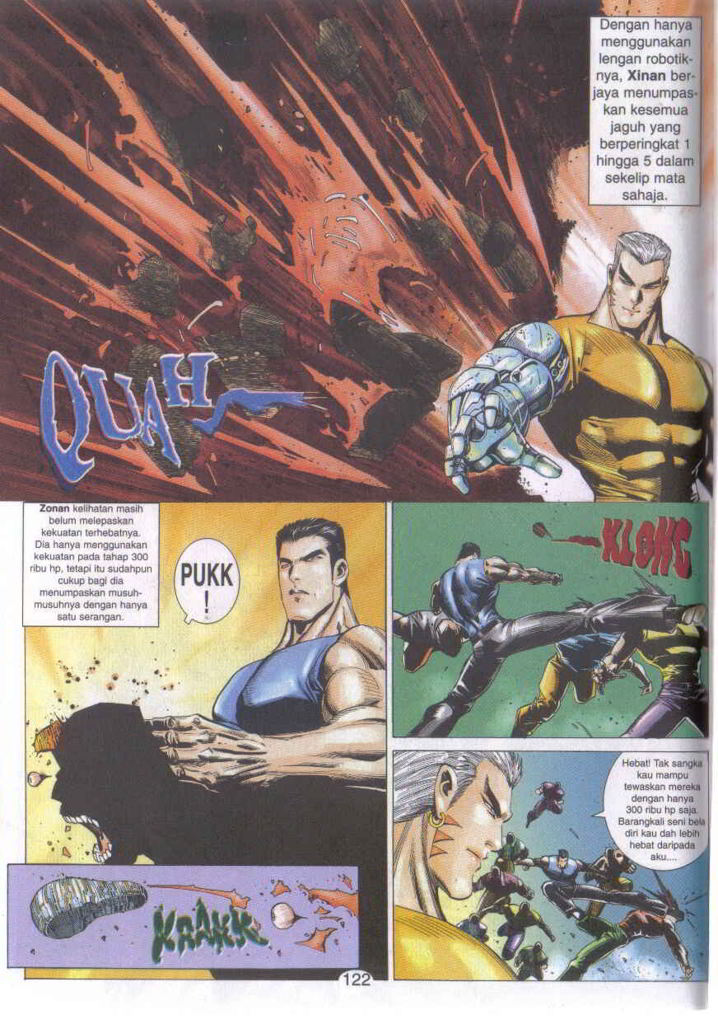 Dengan hanya
menggunakan
lengan robotik-
nya, Xinan ber-
jaya menumpas-
kan kesemua
jaguh yang
berperingkat 1
hingga 5 dalam
sekelip mata
sahaja.
QUAH
Zonan kelihatan masih
belum melepaskan
kekuatan terhebatnya.
Dia hanya menggunakan
kekuatan pada tahap 300
ribu hp, tetapi itu sudahpun
cukup bagi dia
menumpaskan musuh-
musuhnya dengan hanya
satu serangan.
PUKK
!
KLONG
KRAKK
Hebat! Tak sangka
kau mampu
tewaskan mereka
dengan hanya
300 ribu hp saja.
Barangkali seni bela
diri kau dah lebih
hebat daripada
aku....
122